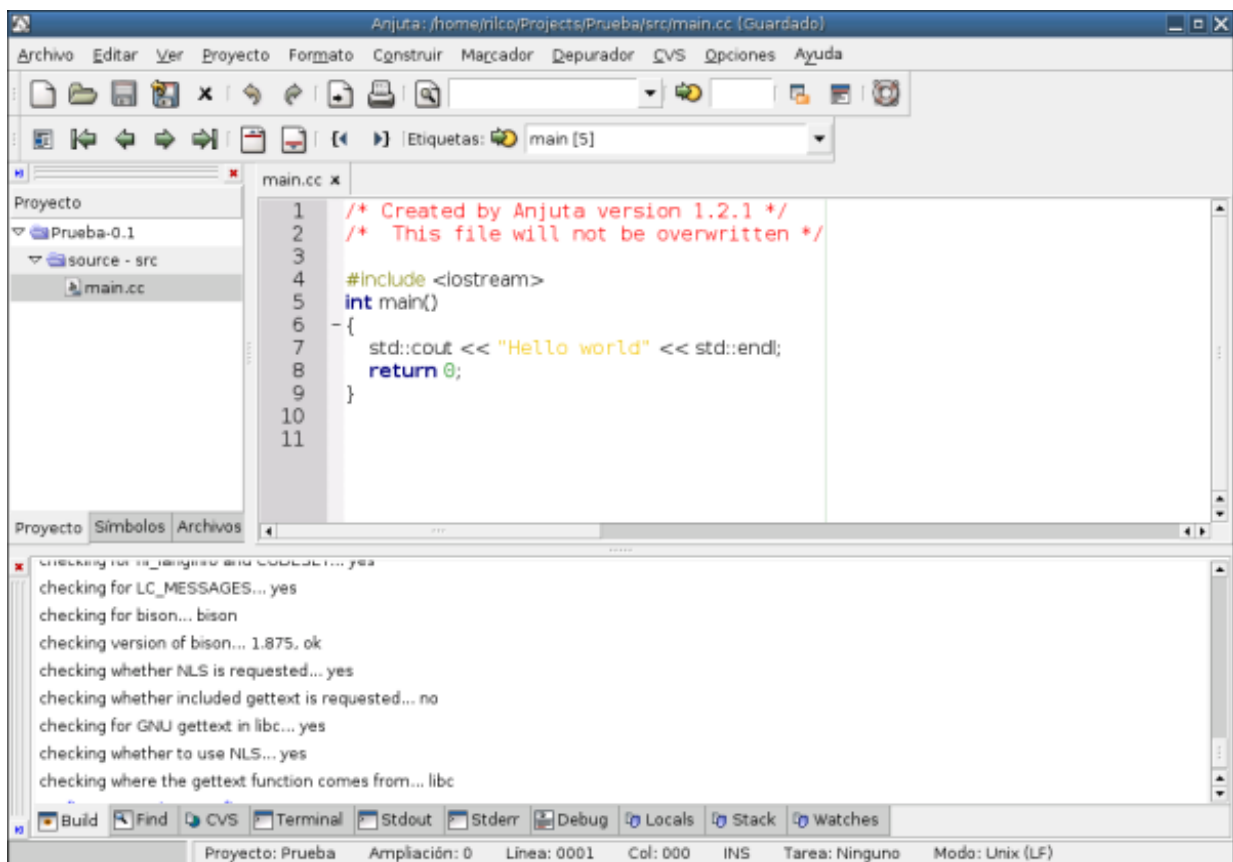 Anjuta: /home/rilco/Projects/Prueba/src/main.cc (Guardado)
Archivo Editar Ver Proyecto Formato Construir Marcador Depurador CVS Opciones Ayuda
Etiquetas: main [5]
main.cc
Proyecto
Prueba-0.1
source - src
main.cc
Proyecto Símbolos Archivos
1 /* Created by Anjuta version 1.2.1 */
2 /* This file will not be overwritten */
3
4 #include <iostream>
5 int main()
6 {
7 std::cout << "Hello world" << std::endl;
8 return 0;
9 }
10
11
checking for nl_langinfo and CODESET... yes
checking for LC_MESSAGES... yes
checking for bison... bison
checking version of bison... 1.875, ok
checking whether NLS is requested... yes
checking whether included gettext is requested... no
checking for GNU gettext in libc... yes
checking whether to use NLS... yes
checking where the gettext function comes from... libc
Build Find CVS Terminal Stdout Stderr Debug Locals Stack Watches
Proyecto: Prueba Ampliación: 0 Línea: 0001 Col: 000 INS Tarea: Ninguno Modo: Unix (LF)